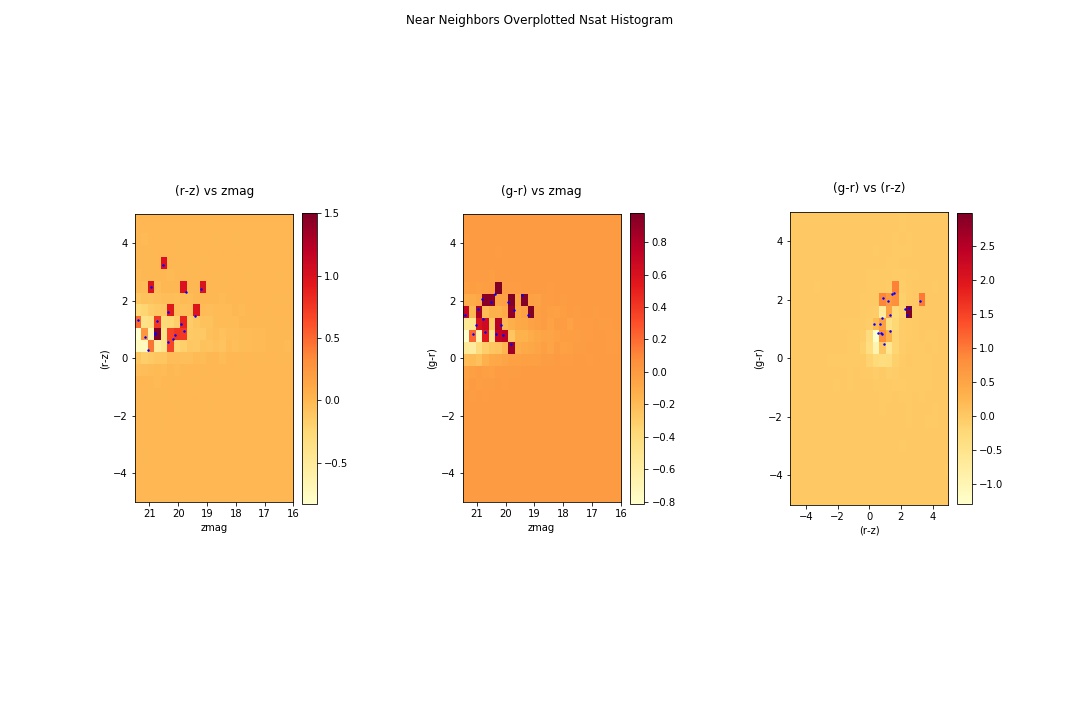 Near Neighbors Overplotted Nsat Histogram
(r-z) vs zmag
4
2
0
−2
−4
(r-z)
21 20 19 18 17 16
zmag
1.5
1.0
0.5
0.0
−0.5
(g-r) vs zmag
4
2
0
−2
−4
(g-r)
21 20 19 18 17 16
zmag
0.8
0.6
0.4
0.2
0.0
−0.2
−0.4
−0.6
−0.8
(g-r) vs (r-z)
4
2
0
−2
−4
(g-r)
−4 −2 0 2 4
(r-z)
2.5
2.0
1.5
1.0
0.5
0.0
−0.5
−1.0